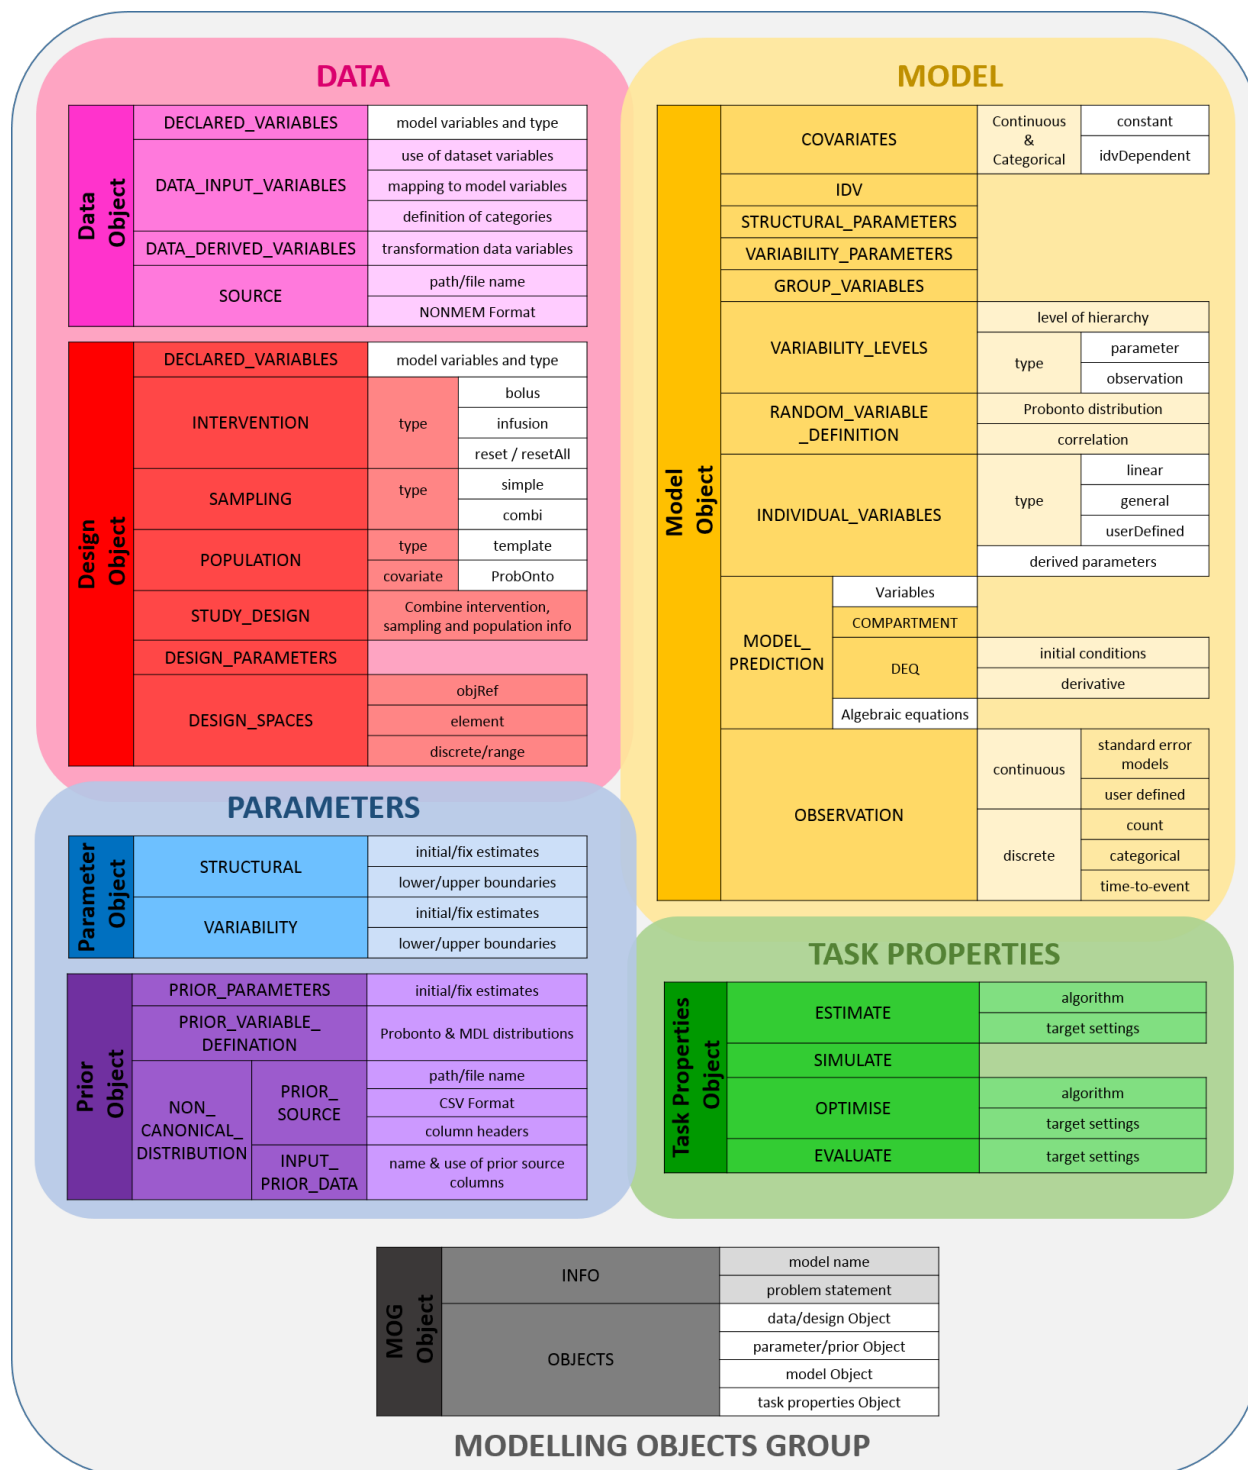 DATA
Data
Object
DECLARED_VARIABLES
model variables and type
DATA_INPUT_VARIABLES
use of dataset variables
mapping to model variables
definition of categories
DATA_DERIVED_VARIABLES
transformation data variables
SOURCE
path/file name
NONMEM Format
Design
Object
DECLARED_VARIABLES
model variables and type
INTERVENTION
type
bolus
infusion
reset / resetAll
SAMPLING
type
simple
combi
POPULATION
type
template
covariate
ProbOnto
STUDY_DESIGN
Combine intervention,
sampling and population info
DESIGN_PARAMETERS
DESIGN_SPACES
objRef
element
discrete/range
MODEL
Model
Object
COVARIATES
Continuous
&
Categorical
constant
idvDependent
IDV
STRUCTURAL_PARAMETERS
VARIABILITY_PARAMETERS
GROUP_VARIABLES
VARIABILITY_LEVELS
level of hierarchy
type
parameter
observation
RANDOM_VARIABLE
_DEFINITION
Probonto distribution
correlation
INDIVIDUAL_VARIABLES
type
linear
general
userDefined
derived parameters
MODEL_
PREDICTION
Variables
COMPARTMENT
DEQ
initial conditions
derivative
Algebraic equations
OBSERVATION
continuous
standard error
models
user defined
discrete
count
categorical
time-to-event
PARAMETERS
Parameter
Object
STRUCTURAL
initial/fix estimates
lower/upper boundaries
VARIABILITY
initial/fix estimates
lower/upper boundaries
Prior
Object
PRIOR_PARAMETERS
initial/fix estimates
PRIOR_VARIABLE_
DEFINATION
Probonto & MDL distributions
NON_
CANONICAL_
DISTRIBUTION
PRIOR_
SOURCE
path/file name
CSV Format
column headers
INPUT_
PRIOR_DATA
name & use of prior source
columns
TASK PROPERTIES
Task Properties
Object
ESTIMATE
algorithm
target settings
SIMULATE
OPTIMISE
algorithm
target settings
EVALUATE
target settings
MOG
Object
INFO
model name
problem statement
OBJECTS
data/design Object
parameter/prior Object
model Object
task properties Object
MODELLING OBJECTS GROUP